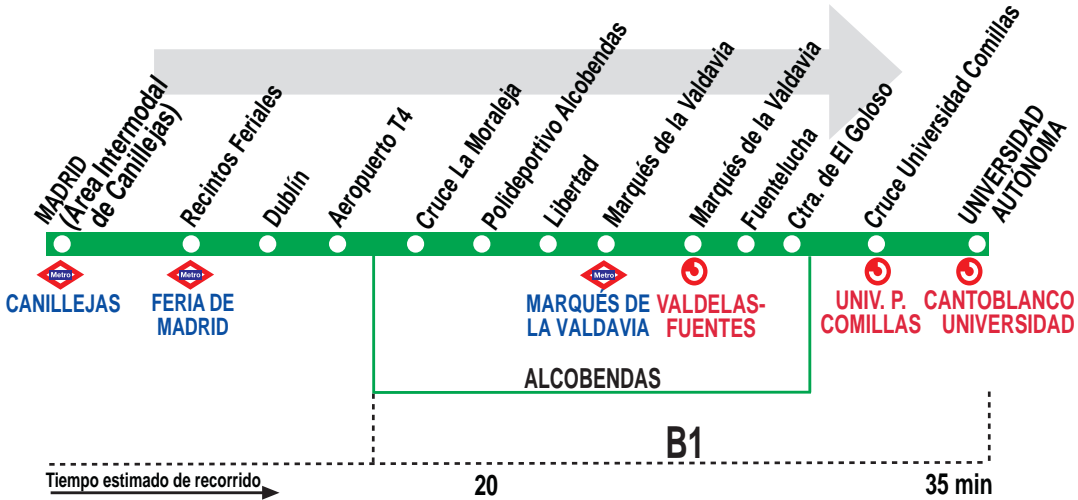 MADRID
(Área Intermodal
de Canillejas)
Recintos Feriales
Dublín
Aeropuerto T4
Cruce La Moraleja
Polideportivo Alcobendas
Libertad
Marqués de la Valdavia
Marqués de la Valdavia
Fuentelucha
Ctra. de El Goloso
Cruce Universidad Comillas
UNIVERSIDAD
AUTÓNOMA
Metro
Metro
Metro
CANILLEJAS
FERIA DE
MADRID
MARQUÉS DE
LA VALDAVIA
VALDELAS-
FUENTES
UNIV. P.
COMILLAS
CANTOBLANCO
UNIVERSIDAD
ALCOBENDAS
B1
Tiempo estimado de recorrido
20
35 min